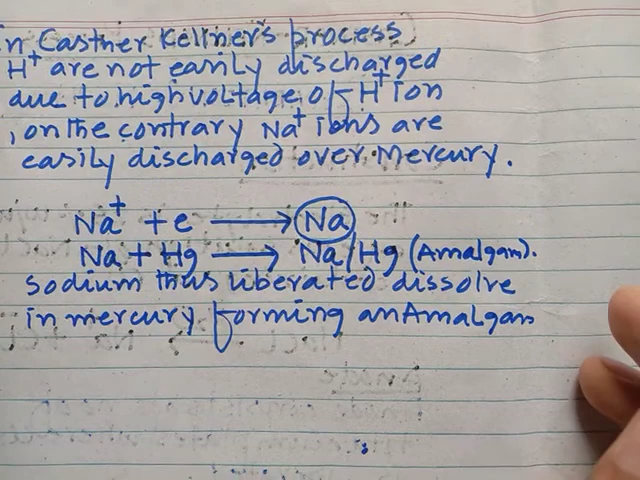 In Castner Kellner's process
H⁺ are not easily discharged
due to high voltage of H⁺ ion
, on the contrary Na⁺ ions are
easily discharged over Mercury.
Na⁺ + e ⟶ Na
Na + Hg ⟶ Na/Hg (Amalgam).
sodium thus liberated dissolve
in mercury forming an Amalgam